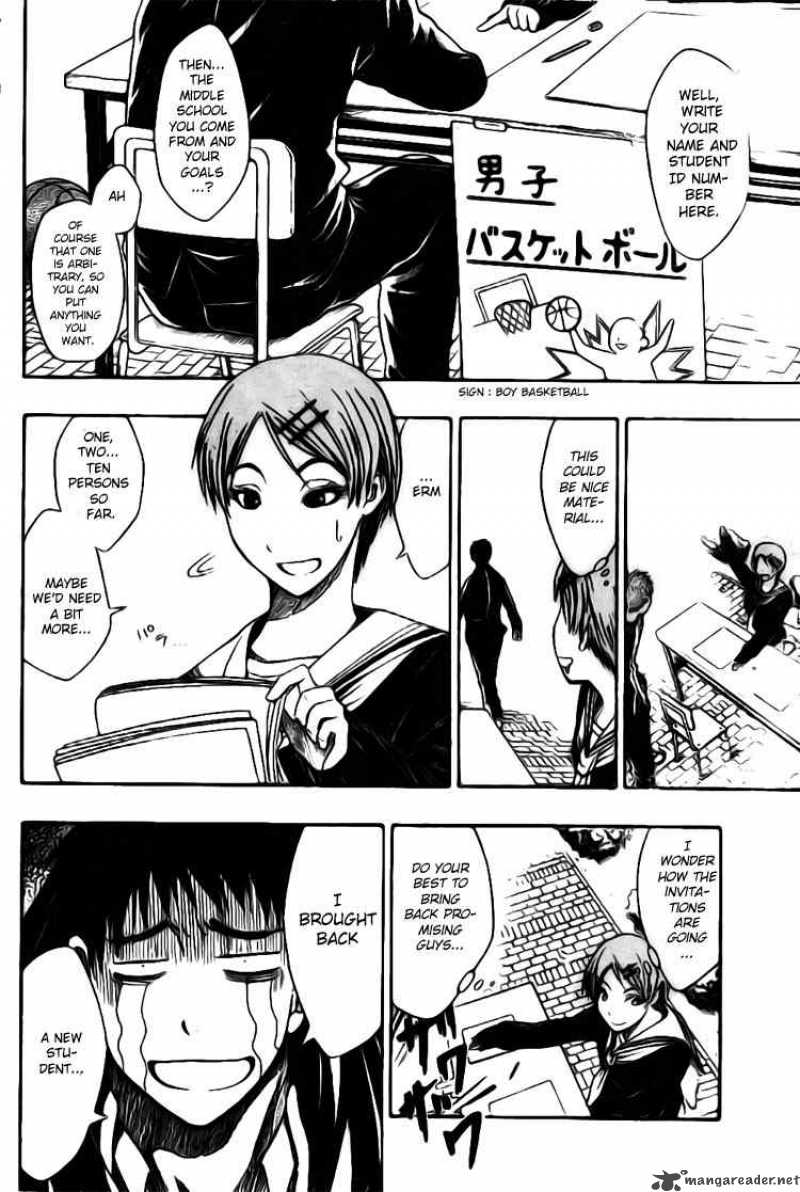 WELL,
WRITE
YOUR
NAME AND
STUDENT
ID NUM-
BER
HERE.
THEN...
THE
MIDDLE
SCHOOL
YOU COME
FROM AND
YOUR
GOALS
...?
AH
OF
COURSE
THAT ONE
IS ARBI-
TRARY, SO
YOU CAN
PUT
ANYTHING
YOU
WANT.
男子
バスケットボール
SIGN : BOY BASKETBALL
THIS
COULD
BE NICE
MATE-
RIAL...
...
ERM
ONE,
TWO...
TEN
PERSONS
SO
FAR.
MAYBE
WE'D NEED
A BIT
MORE...
I
WONDER
HOW THE
INVITA-
TIONS
ARE
GOING
...
DO YOUR
BEST TO
BRING
BACK PRO-
MISING
GUYS...
ザワザワ
I
BROUGHT
BACK
A NEW
STU-
DENT...
mangareader.net